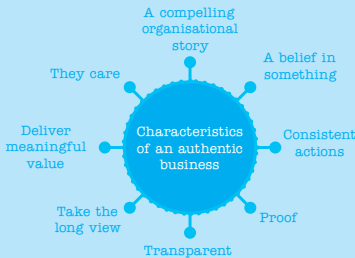 A compelling
organisational
story
They care
A belief in
something
Deliver
meaningful
value
Characteristics
of an authentic
business
Consistent
actions
Take the
long view
Proof
Transparent